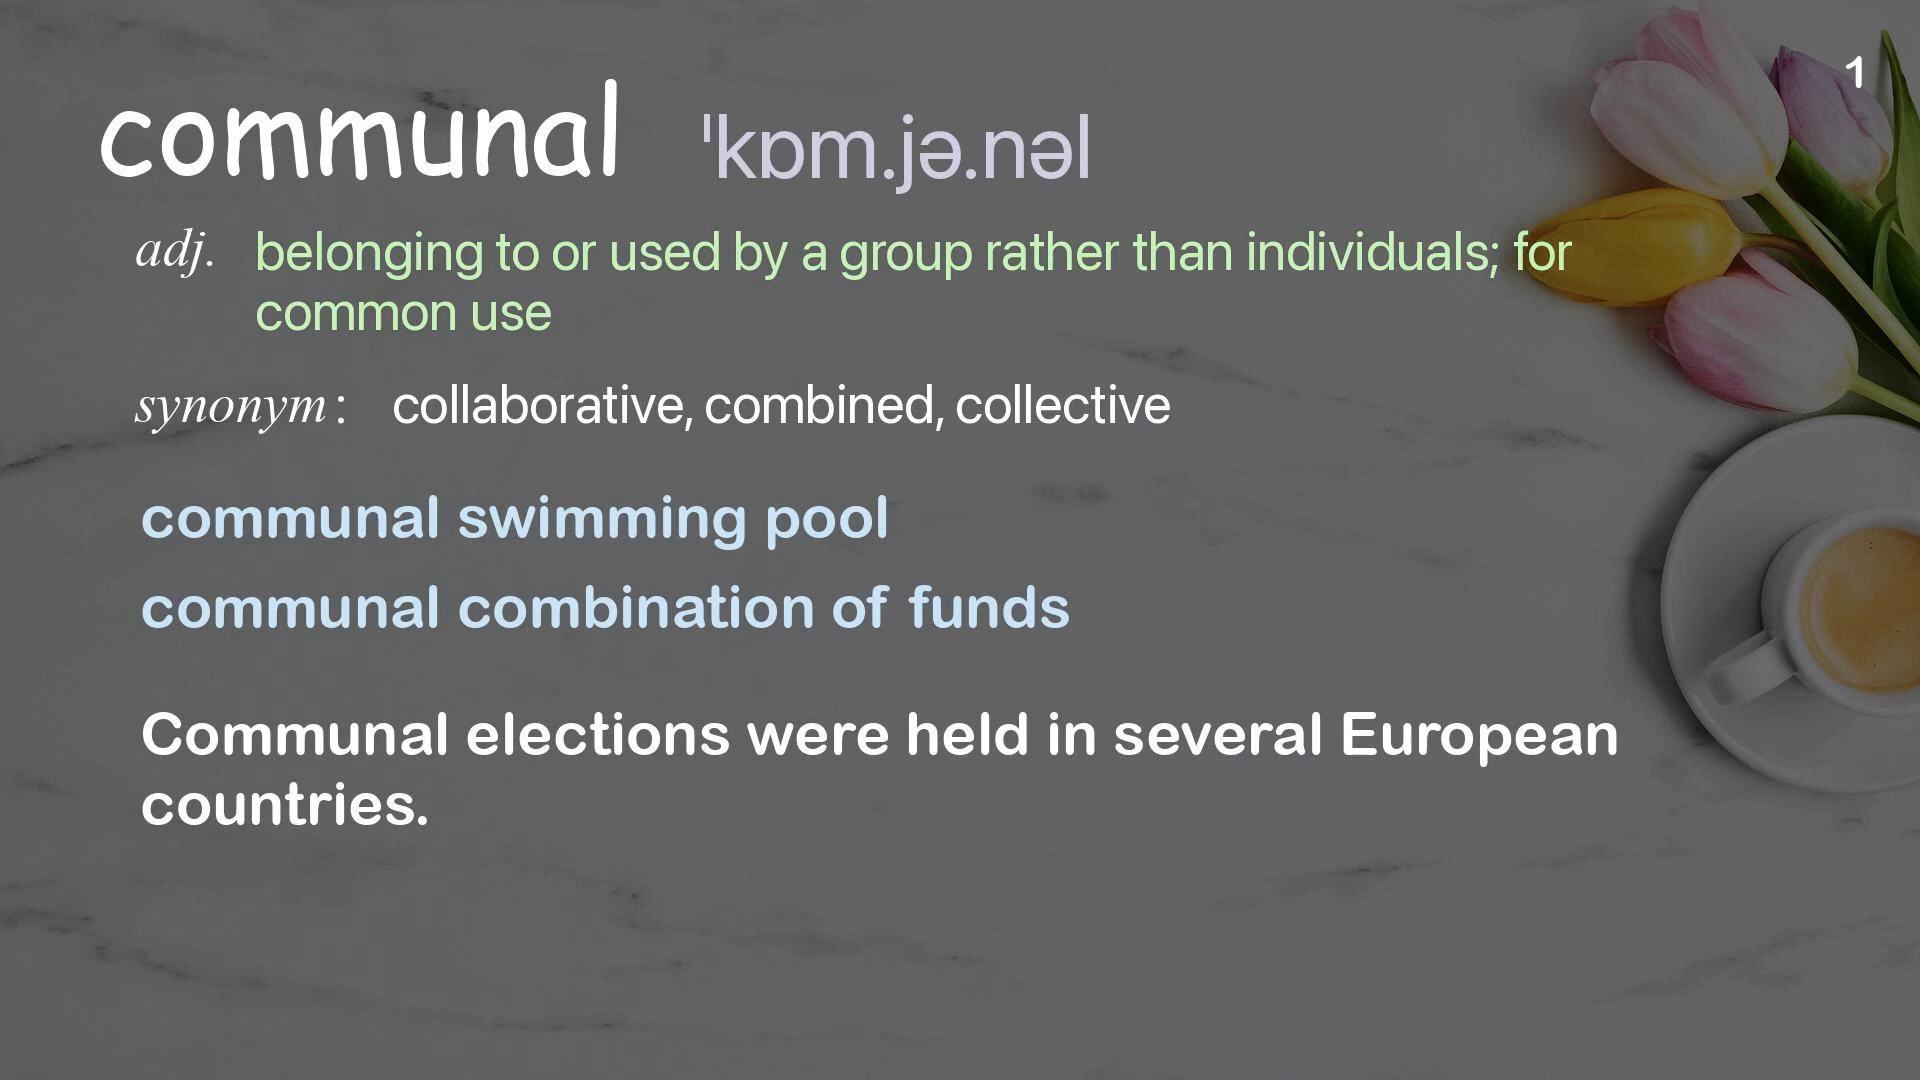 1
communal ˈkɒm.jə.nəl
adj. belonging to or used by a group rather than individuals; for
common use
synonym : collaborative, combined, collective
communal swimming pool
communal combination of funds
Communal elections were held in several European
countries.